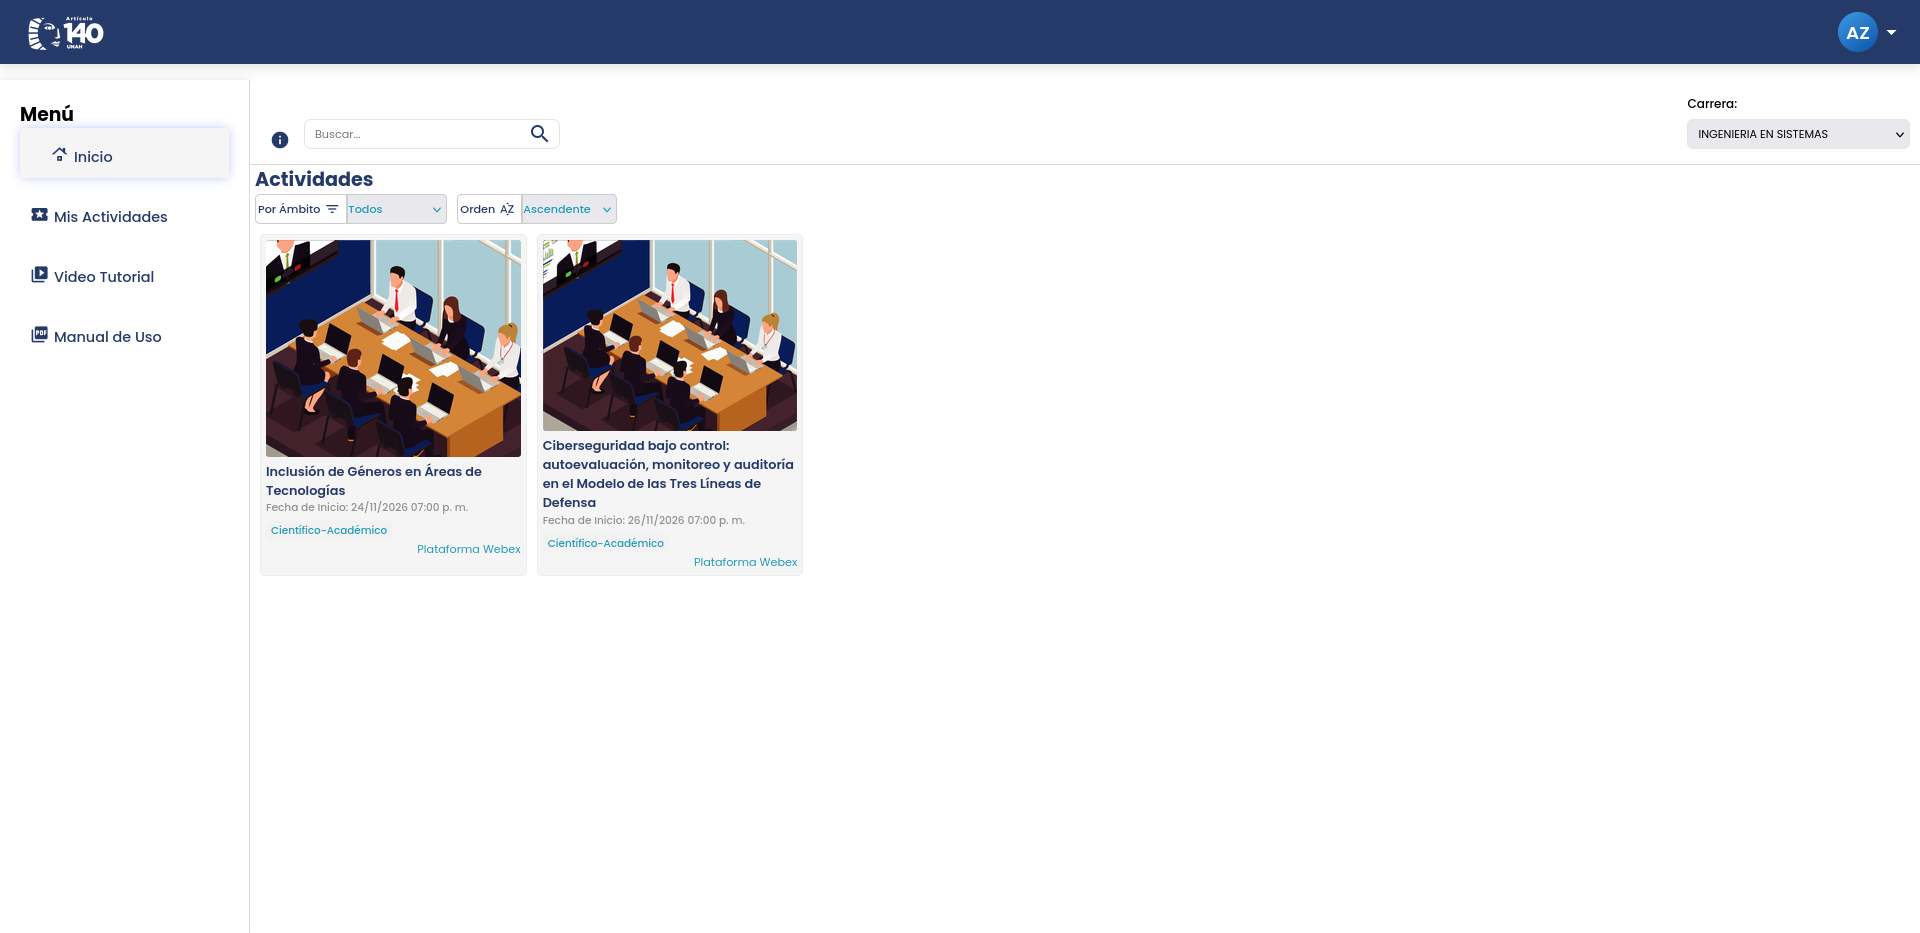 Artículo
140
UNAH
AZ
Menú
Inicio
Mis Actividades
Video Tutorial
PDF
Manual de Uso
Buscar...
Carrera:
INGENIERIA EN SISTEMAS
Actividades
Por Ámbito
Todos
Orden
AZ
Ascendente
Inclusión de Géneros en Áreas de
Tecnologías
Fecha de Inicio: 24/11/2026 07:00 p. m.
Científico-Académico
Plataforma Webex
Ciberseguridad bajo control:
autoevaluación, monitoreo y auditoría
en el Modelo de las Tres Líneas de
Defensa
Fecha de Inicio: 26/11/2026 07:00 p. m.
Científico-Académico
Plataforma Webex